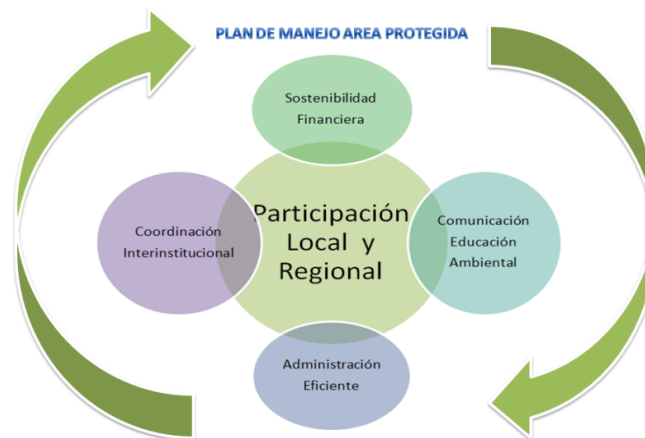 PLAN DE MANEJO AREA PROTEGIDA
Sostenibilidad
Financiera
Coordinación
Interinstitucional
Participación
Local y
Regional
Comunicación
Educación
Ambiental
Administración
Eficiente